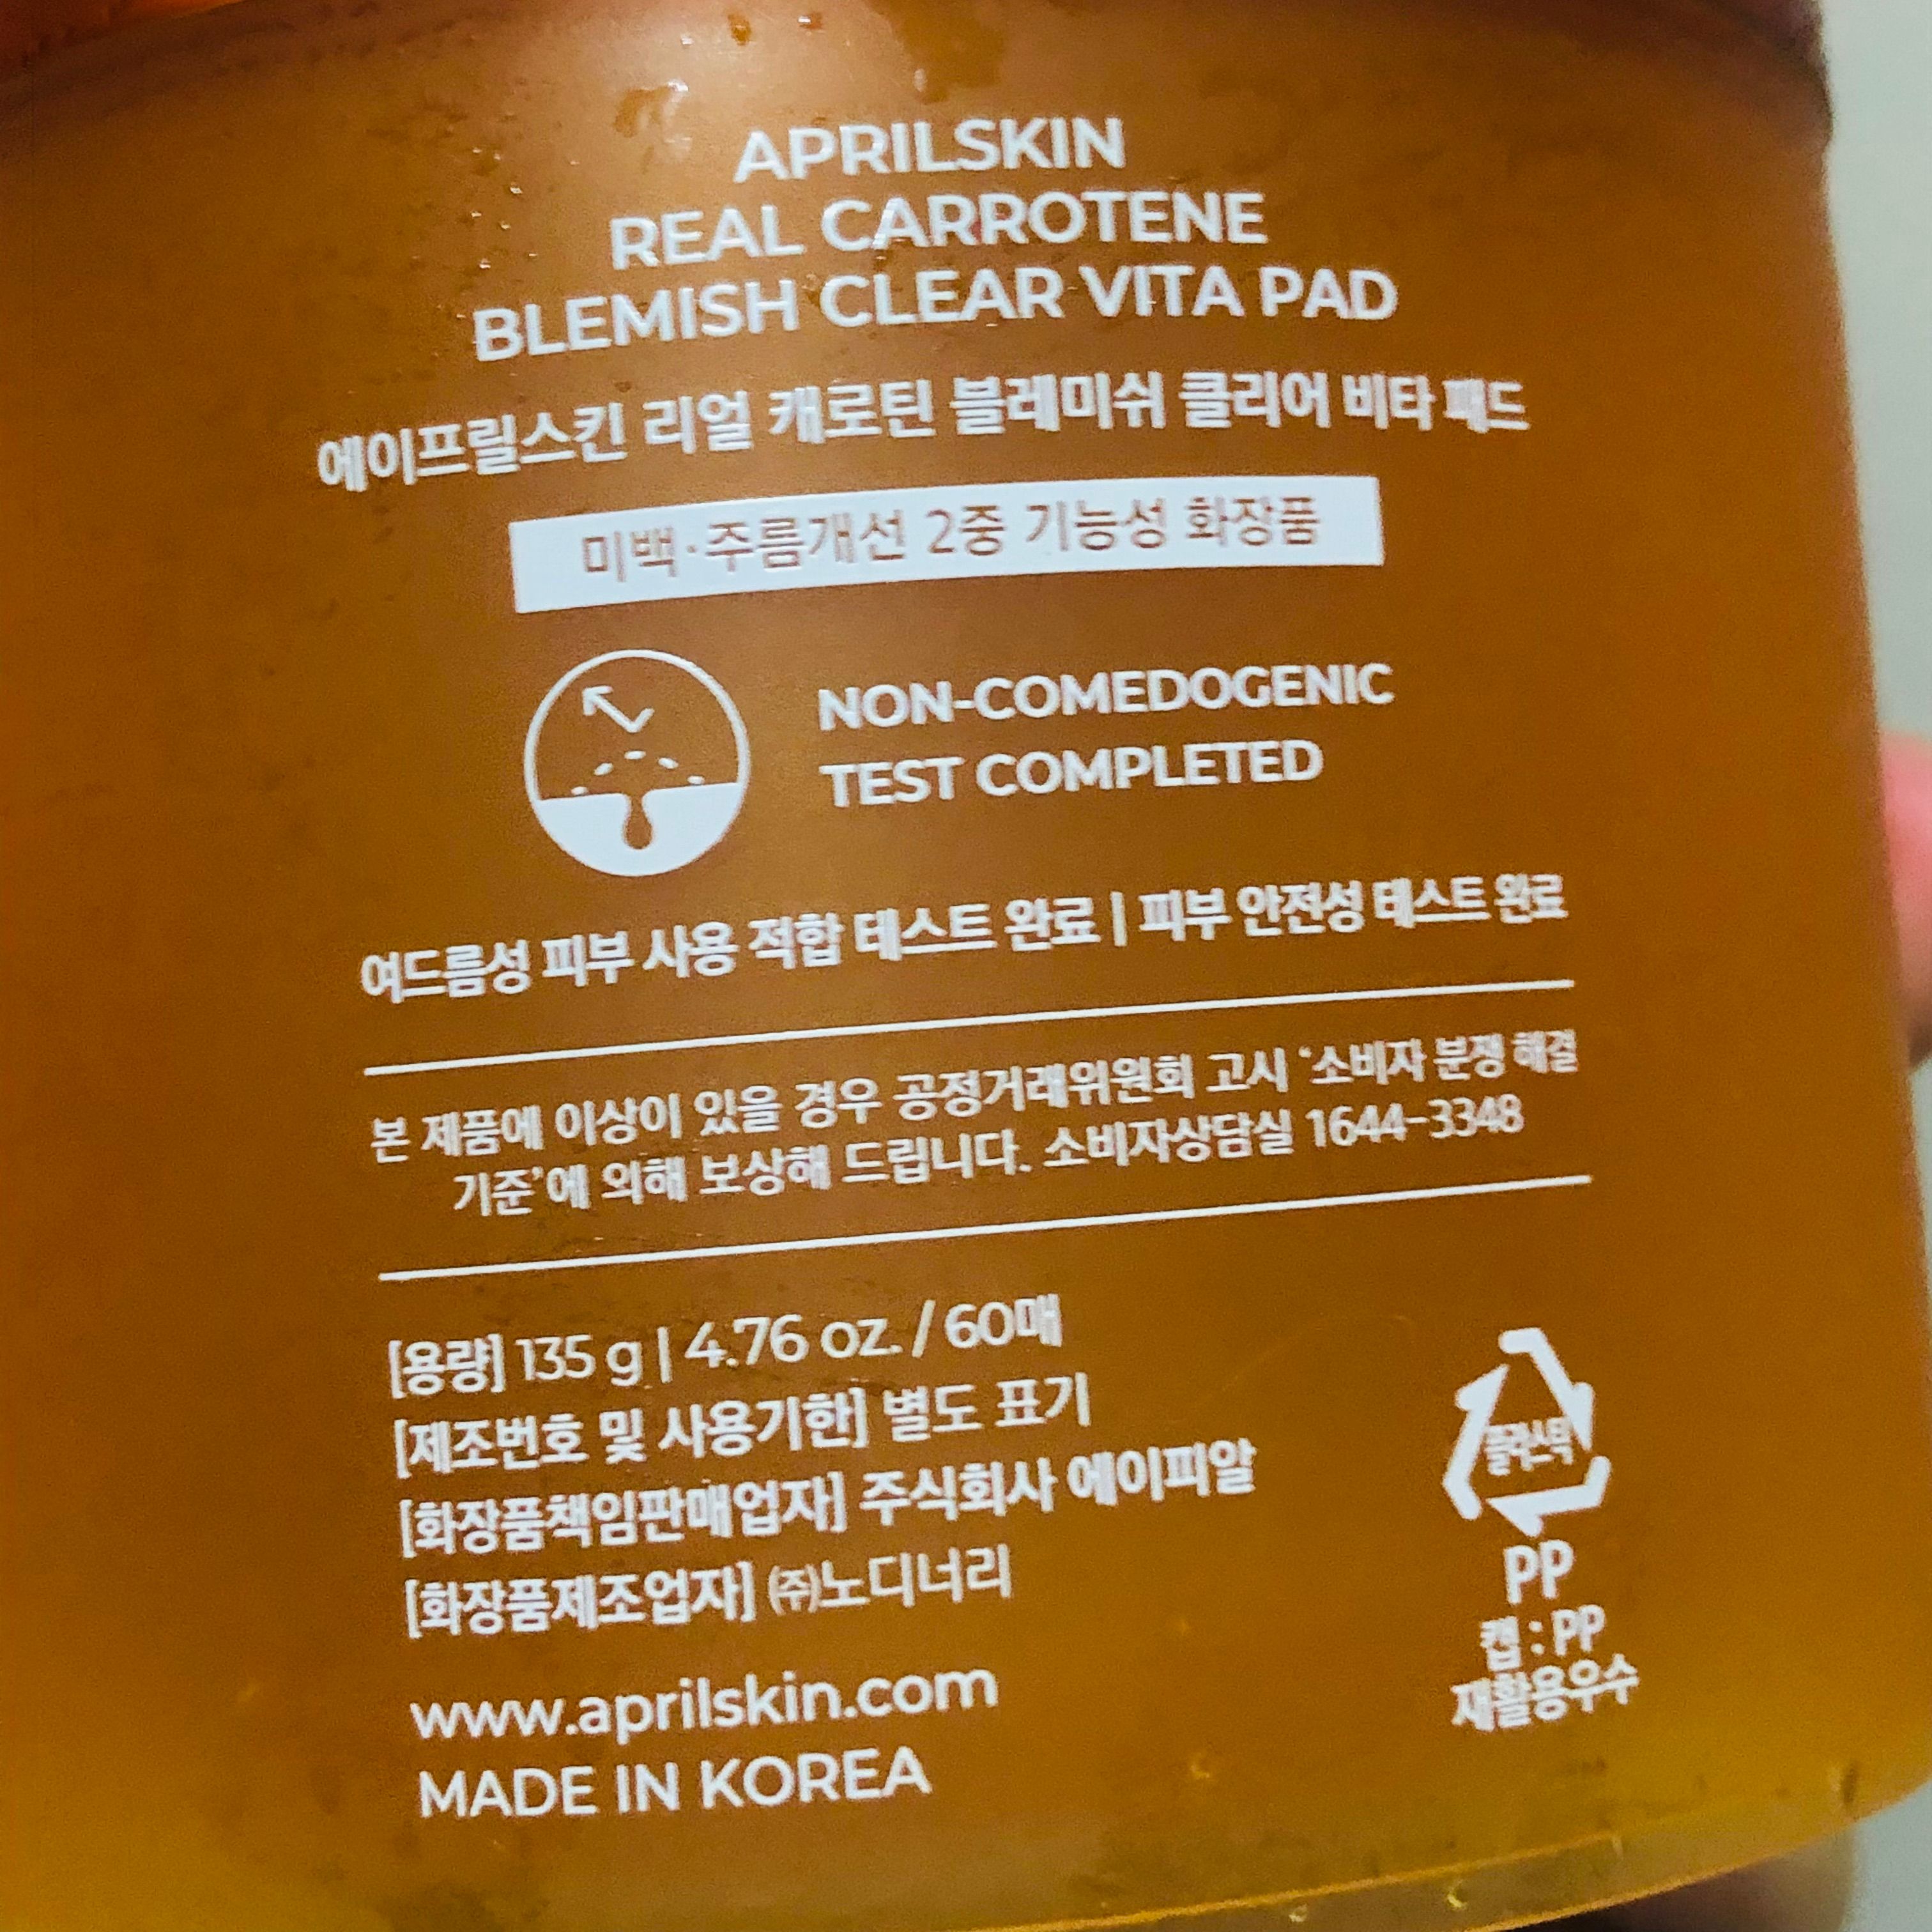 APRILSKIN
REAL CARROTENE
BLEMISH CLEAR VITA PAD
에이프릴스킨 리얼 캐로틴 블레미쉬 클리어 비타 패드
미백·주름개선 2중 기능성 화장품
NON-COMEDOGENIC
TEST COMPLETED
여드름성 피부 사용 적합 테스트 완료 | 피부 안전성 테스트 완료
본 제품에 이상이 있을 경우 공정거래위원회 고시 '소비자 분쟁 해결
기준'에 의해 보상해 드립니다. 소비자상담실 1644-3348
[용량] 135 g | 4.76 oz. / 60매
[제조번호 및 사용기한] 별도 표기
[화장품책임판매업자] 주식회사 에이피알
[화장품제조업자] ㈜노디너리
www.aprilskin.com
MADE IN KOREA
플라스틱
PP
캡 : PP
재활용우수